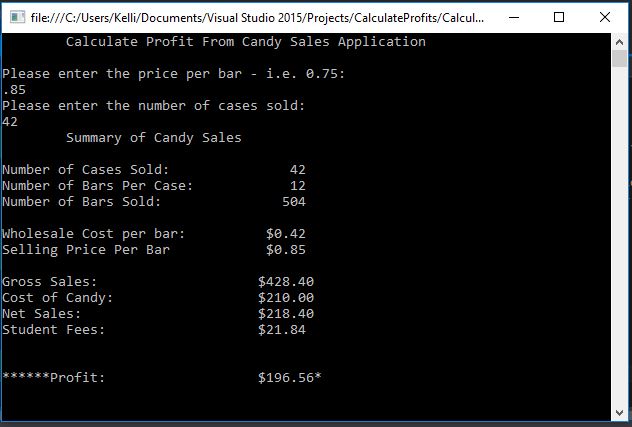 file:///C:/Users/Kelli/Documents/Visual Studio 2015/Projects/CalculateProfits/Calcul...
Calculate Profit From Candy Sales Application
Please enter the price per bar - i.e. 0.75:
.85
Please enter the number of cases sold:
42
Summary of Candy Sales
Number of Cases Sold: 42
Number of Bars Per Case: 12
Number of Bars Sold: 504
Wholesale Cost per bar: $0.42
Selling Price Per Bar $0.85
Gross Sales: $428.40
Cost of Candy: $210.00
Net Sales: $218.40
Student Fees: $21.84
******Profit: $196.56*